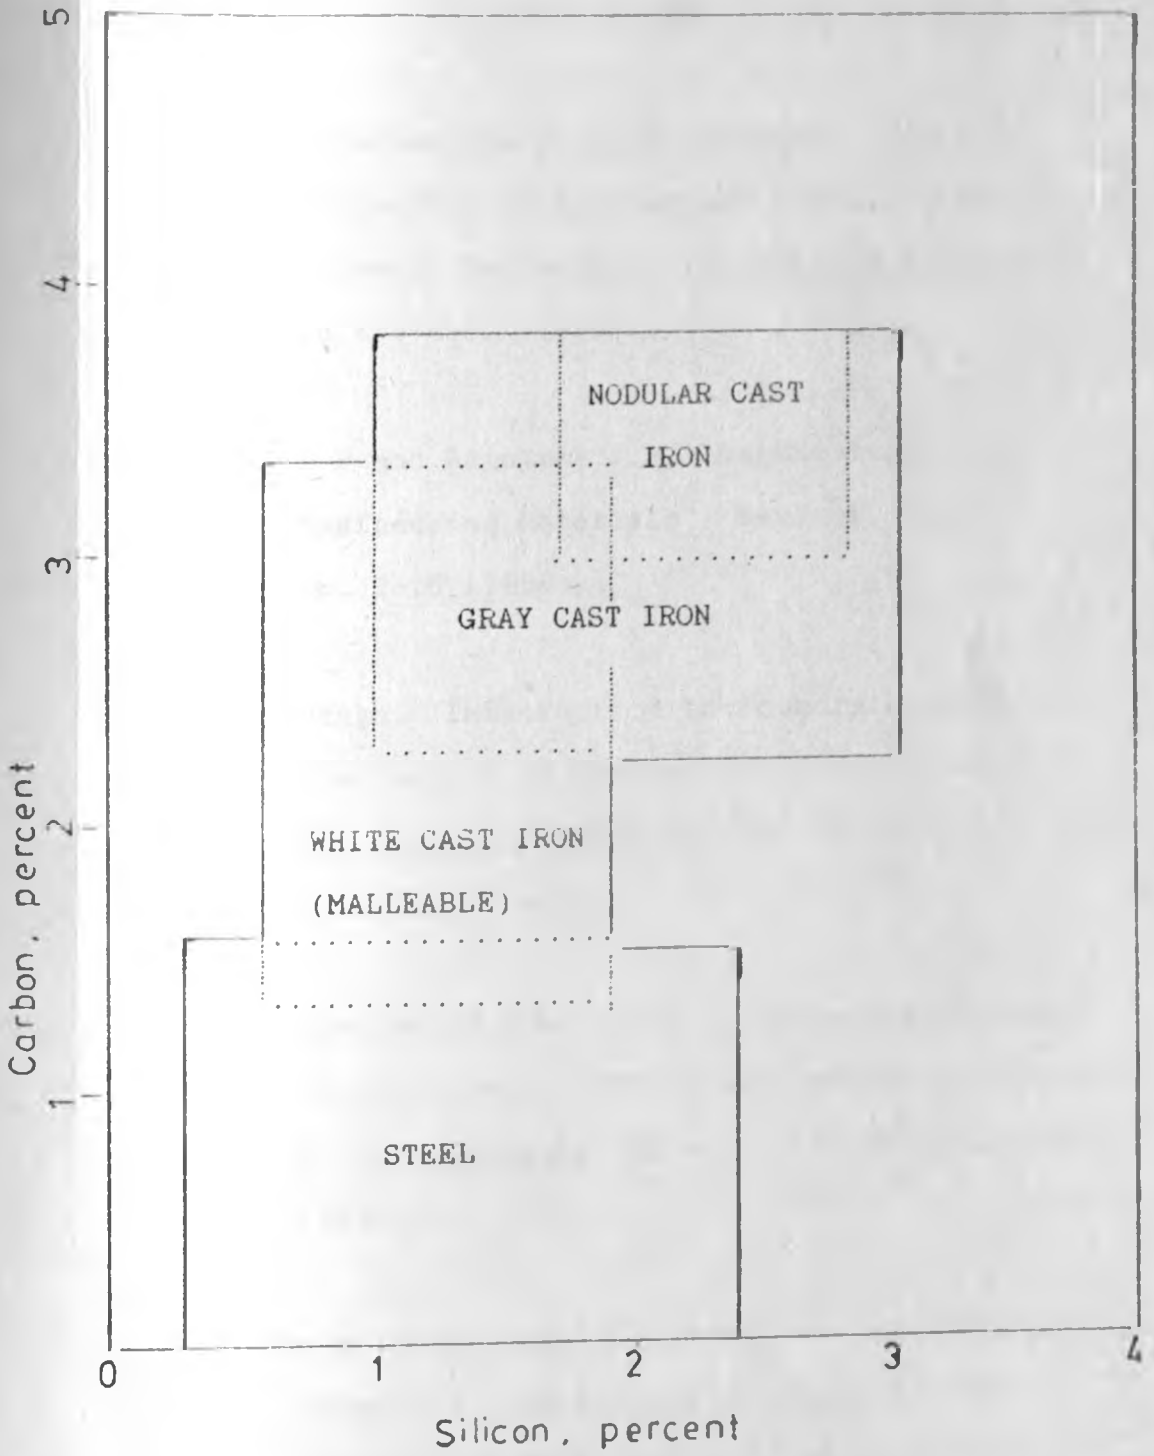 5
4
3
2
1
Carbon, percent
NODULAR CAST
IRON
GRAY CAST IRON
WHITE CAST IRON
(MALLEABLE)
STEEL
0 1 2 3 4
Silicon, percent